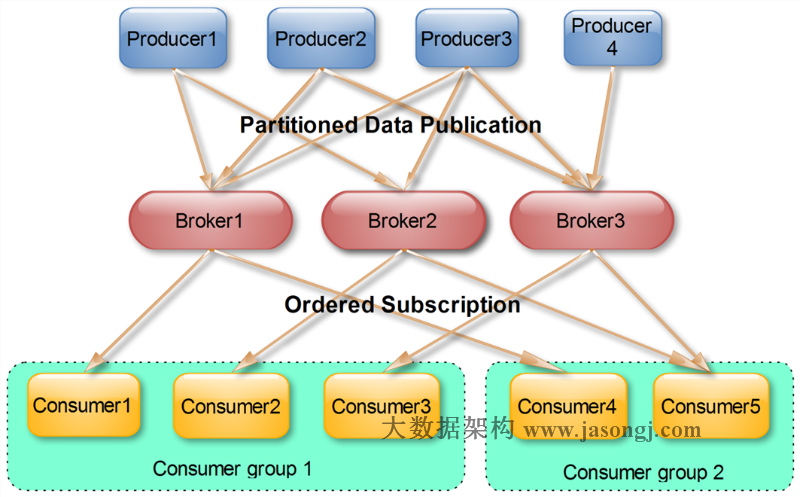 Producer1
Producer2
Producer3
Producer
4
Partitioned Data Publication
Broker1
Broker2
Broker3
Ordered Subscription
Consumer1
Consumer2
Consumer3
Consumer4
Consumer5
大数据架构 www.jasongj.com
Consumer group 1
Consumer group 2